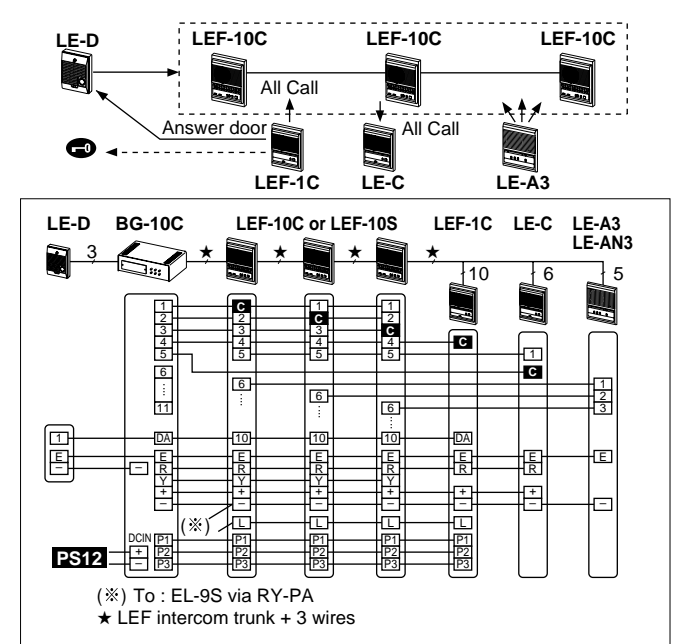 LE-D LEF-10C LEF-10C LEF-10C
All Call
Answer door All Call
LEF-1C LE-C LE-A3
LE-D BG-10C LEF-10C or LEF-10S LEF-1C LE-C LE-A3
LE-AN3
3 ★ ★ ★ ★ 10 6 5
1 C 1 1
2 2 C 2
3 3 3 C
4 4 4 4 C
5 5 5 5 1
6 C
6 1
6 2
11 6 3
1 DA 10 10 10 DA
E E E E E E E E
– – R R R R R R
Y Y Y Y
+ + + + + +
– – – – – – –
(※) L L L L
DCIN P1 P1 P1 P1 P1
PS12 + P2 P2 P2 P2 P2
– P3 P3 P3 P3 P3
(※) To : EL-9S via RY-PA
★ LEF intercom trunk + 3 wires